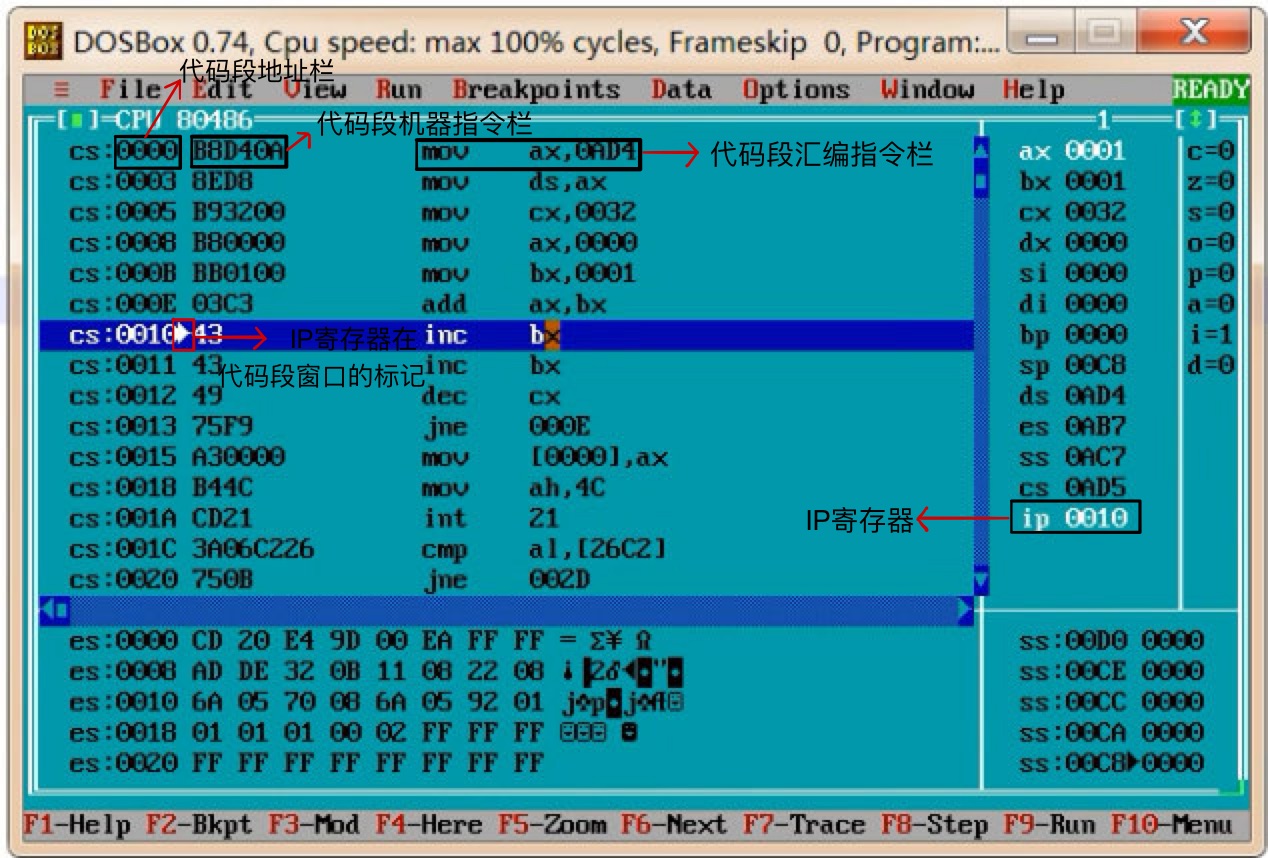 DOSBox 0.74, Cpu speed: max 100% cycles, Frameskip 0, Program:...
代码段地址栏
≡ File Edit View Run Breakpoints Data Options Window Help READY
[■]=CPU 80486 1 [↕]
代码段机器指令栏
cs:0000 B8D40A mov ax,0AD4 代码段汇编指令栏 ax 0001 c=0
cs:0003 8ED8 mov ds,ax bx 0001 z=0
cs:0005 B93200 mov cx,0032 cx 0032 s=0
cs:0008 B80000 mov ax,0000 dx 0000 o=0
cs:000B BB0100 mov bx,0001 si 0000 p=0
cs:000E 03C3 add ax,bx di 0000 a=0
cs:0010►43 IP寄存器在 inc bx bp 0000 i=1
cs:0011 43 inc bx sp 00C8 d=0
代码段窗口的标记
cs:0012 49 dec cx ds 0AD4
cs:0013 75F9 jne 000E es 0AB7
cs:0015 A30000 mov [0000],ax ss 0AC7
cs:0018 B44C mov ah,4C cs 0AD5
cs:001A CD21 int 21 IP寄存器 ip 0010
cs:001C 3A06C226 cmp al,[26C2]
cs:0020 750B jne 002D
es:0000 CD 20 E4 9D 00 EA FF FF = Σ¥ Ω ss:00D0 0000
es:0008 AD DE 32 0B 11 08 22 08 ss:00CE 0000
es:0010 6A 05 70 08 6A 05 92 01 ss:00CC 0000
es:0018 01 01 01 00 02 FF FF FF ss:00CA 0000
es:0020 FF FF FF FF FF FF FF FF ss:00C8►0000
F1-Help F2-Bkpt F3-Mod F4-Here F5-Zoom F6-Next F7-Trace F8-Step F9-Run F10-Menu